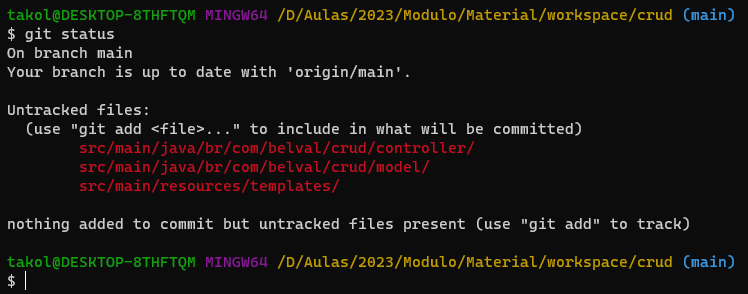 takol@DESKTOP-8THFTQM MINGW64 /D/Aulas/2023/Modulo/Material/workspace/crud (main)
$ git status
On branch main
Your branch is up to date with 'origin/main'.
Untracked files:
(use "git add <file>..." to include in what will be committed)
src/main/java/br/com/belval/crud/controller/
src/main/java/br/com/belval/crud/model/
src/main/resources/templates/
nothing added to commit but untracked files present (use "git add" to track)
takol@DESKTOP-8THFTQM MINGW64 /D/Aulas/2023/Modulo/Material/workspace/crud (main)
$